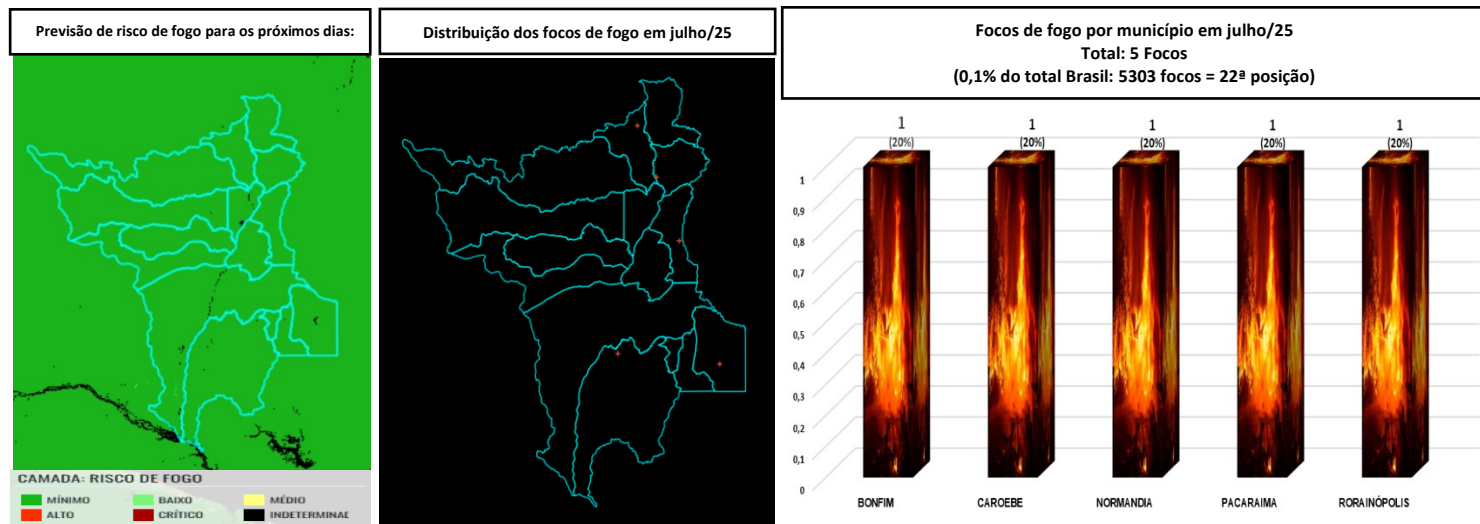 Previsão de risco de fogo para os próximos dias:
CAMADA: RISCO DE FOGO
MÍNIMO
BAIXO
MÉDIO
ALTO
CRÍTICO
INDETERMINAD
Distribuição dos focos de fogo em julho/25
Focos de fogo por município em julho/25
Total: 5 Focos
(0,1% do total Brasil: 5303 focos = 22ª posição)
1
(20%)
1
(20%)
1
(20%)
1
(20%)
1
(20%)
1
0,9
0,8
0,7
0,6
0,5
0,4
0,3
0,2
0,1
0
BONFIM
CAROEBE
NORMANDIA
PACARAIMA
RORAINÓPOLIS